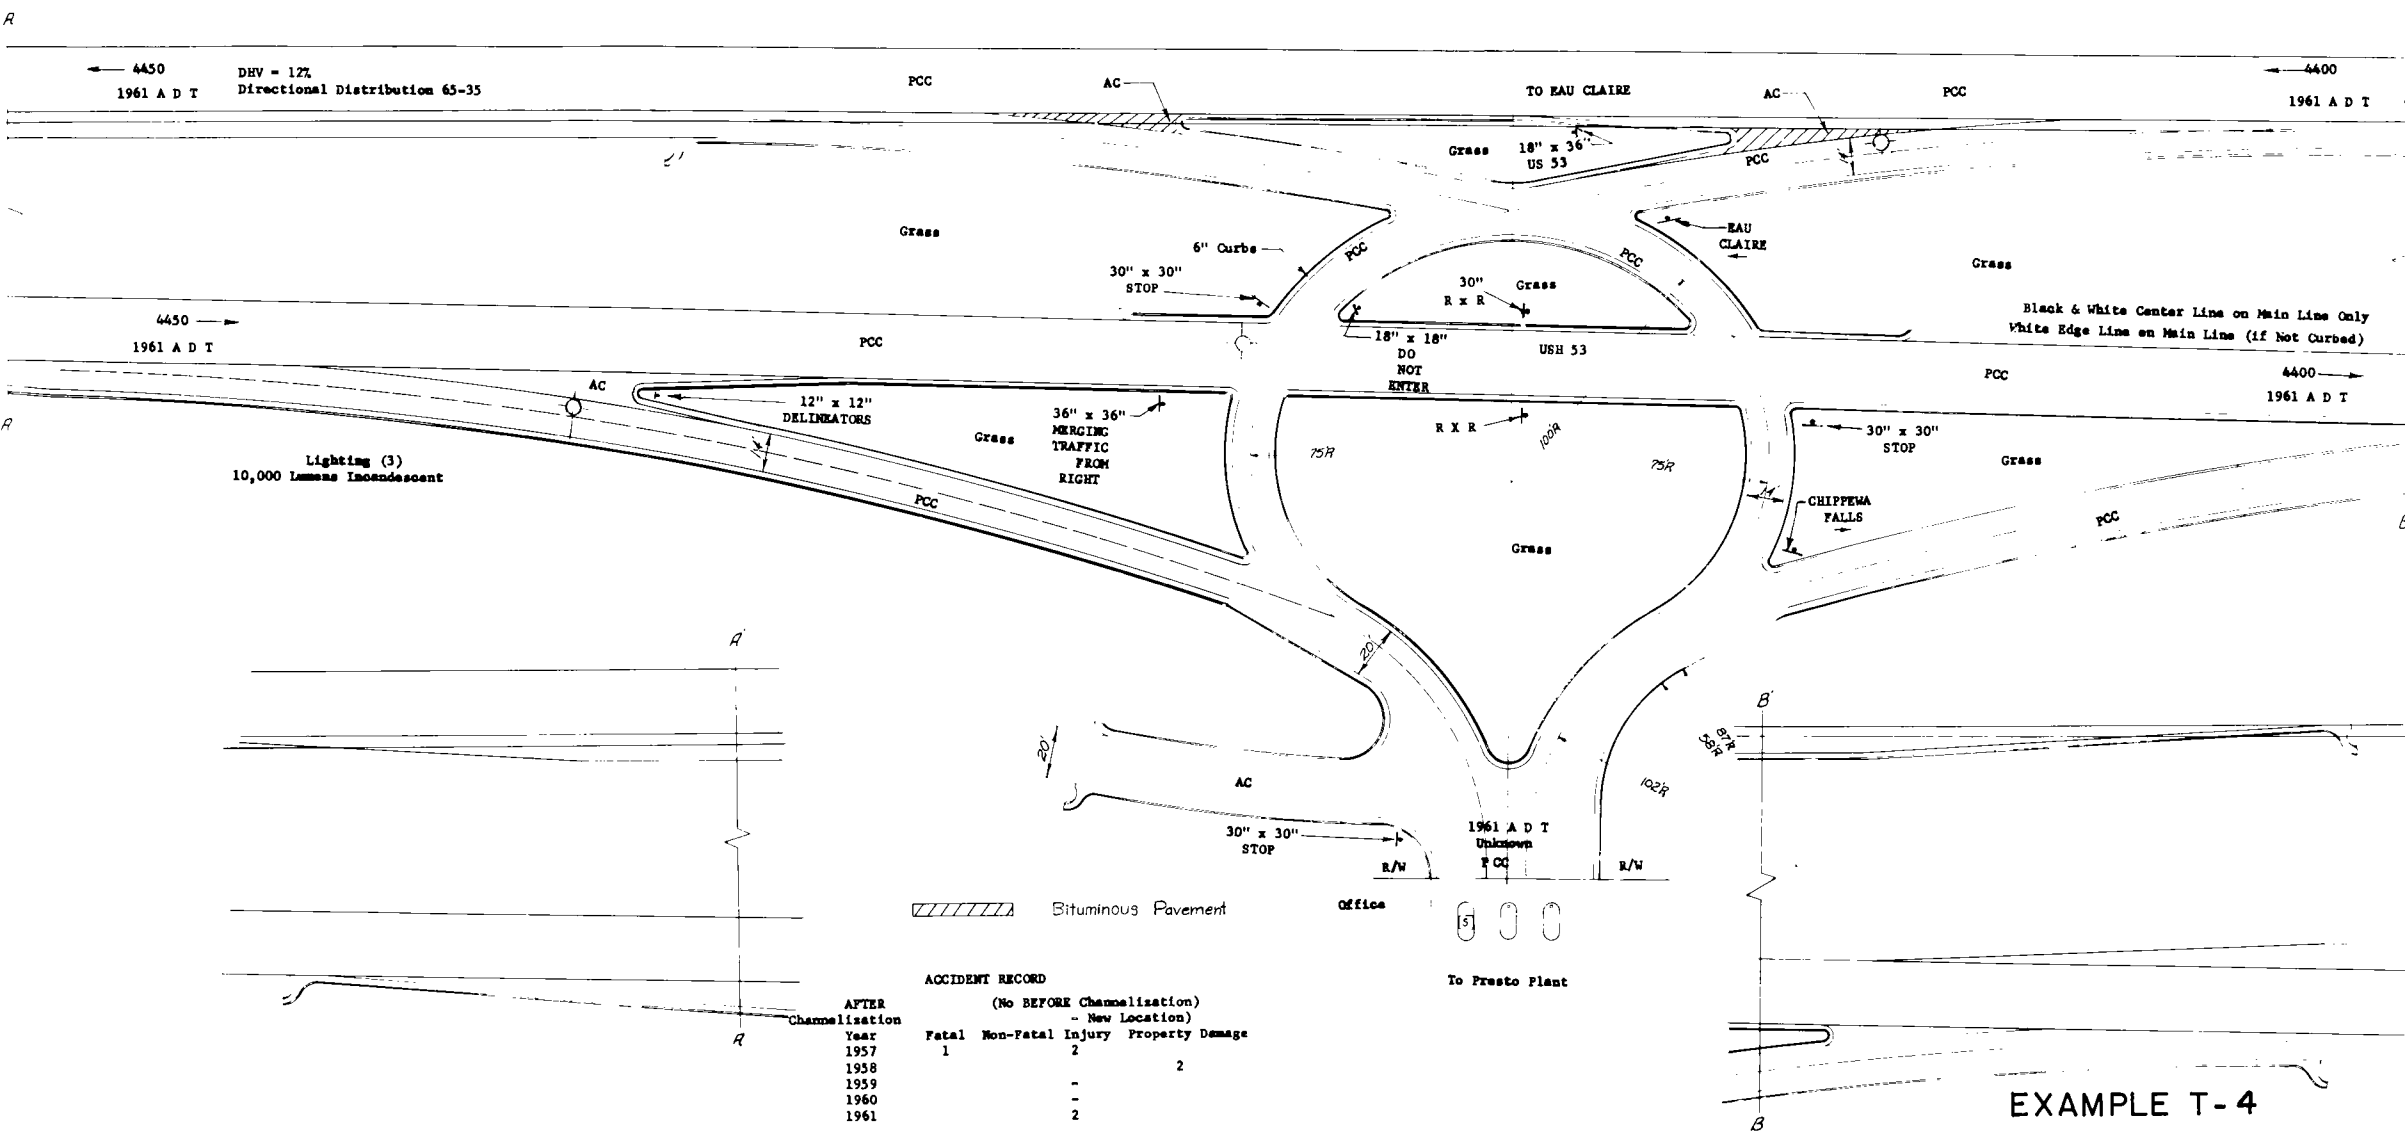 A
4450
1961 A D T
DHV = 12%
Directional Distribution 65-35
PCC
AC
TO EAU CLAIRE
AC
PCC
4400
1961 A D T
Grass
18" x 36"
US 53
PCC
Grass
6" Curbs
PCC
PCC
EAU
CLAIRE
Grass
30" x 30"
STOP
30"
R x R
Grass
Black & White Center Line on Main Line Only
White Edge Line on Main Line (if Not Curbed)
4450
1961 A D T
PCC
18" x 18"
DO
NOT
ENTER
USH 53
PCC
4400
1961 A D T
AC
12" x 12"
DELINEATORS
36" x 36"
MERGING
TRAFFIC
FROM
RIGHT
Grass
R X R
100'R
75'R
75'R
30" x 30"
STOP
Grass
A
Lighting (3)
10,000 Lumens Incandescent
14'
PCC
14'
CHIPPEWA
FALLS
PCC
B
Grass
A'
20'
B'
87'R
58'R
20'
AC
102'R
30" x 30"
STOP
1961 A D T
Unknown
PCC
R/W
R/W
Bituminous Pavement
Office
S
To Presto Plant
ACCIDENT RECORD
AFTER (No BEFORE Channelization)
Channelization - New Location)
Year Fatal Non-Fatal Injury Property Damage
1957 1 2
1958 2
1959 -
1960 -
1961 2
A
B
EXAMPLE T-4